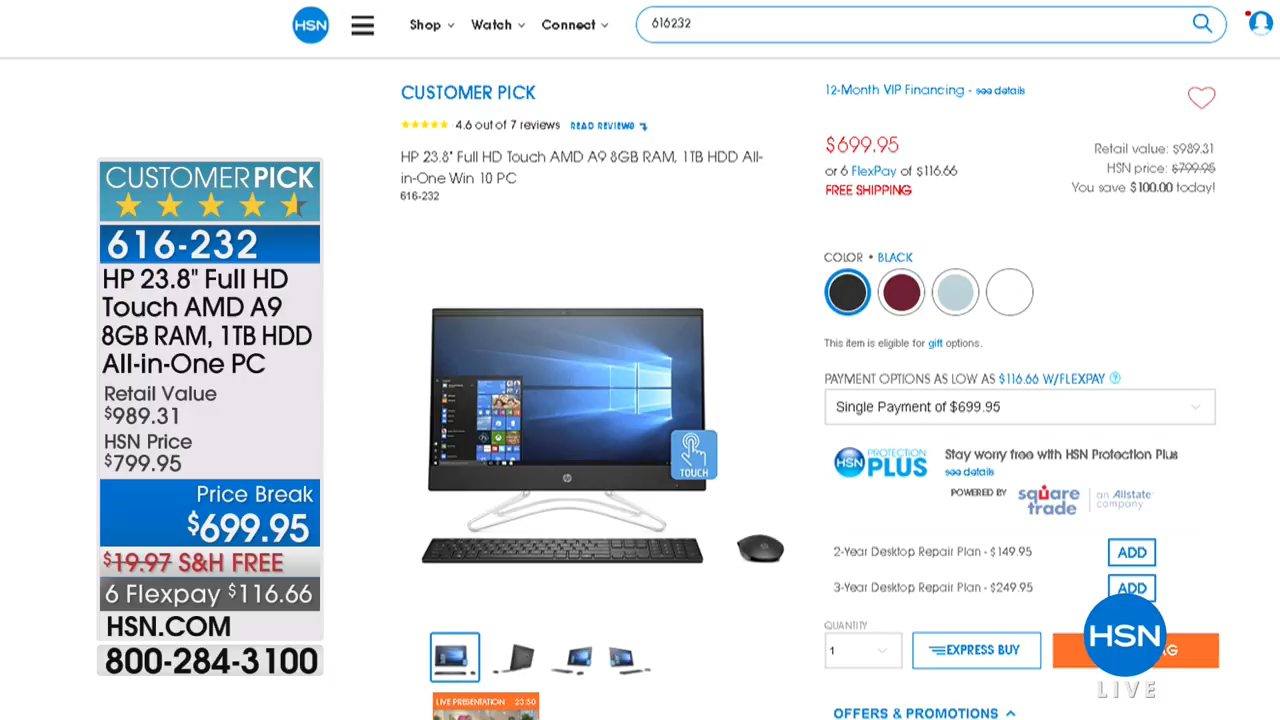 HSN
Shop
Watch
Connect
616232
CUSTOMER PICK
4.6 out of 7 reviews READ REVIEWS
HP 23.8" Full HD Touch AMD A9 8GB RAM, 1TB HDD All-
in-One Win 10 PC
616-232
12-Month VIP Financing - see details
$699.95
or 6 FlexPay of $116.66
FREE SHIPPING
Retail value: $989.31
HSN price: $799.95
You save $100.00 today!
COLOR • BLACK
This item is eligible for gift options.
PAYMENT OPTIONS AS LOW AS $116.66 W/FLEXPAY ?
Single Payment of $699.95
HSN PROTECTION
PLUS
Stay worry free with HSN Protection Plus
see details
POWERED BY
square
trade
an Allstate
company
2-Year Desktop Repair Plan - $149.95
ADD
3-Year Desktop Repair Plan - $249.95
ADD
QUANTITY
1
EXPRESS BUY
AG
OFFERS & PROMOTIONS
HSN
LIVE
CUSTOMER PICK
616-232
HP 23.8" Full HD
Touch AMD A9
8GB RAM, 1TB HDD
All-in-One PC
Retail Value
$989.31
HSN Price
$799.95
Price Break
$699.95
$19.97 S&H FREE
6 Flexpay $116.66
HSN.COM
800-284-3100
TOUCH
hp
LIVE PRESENTATION 23:50